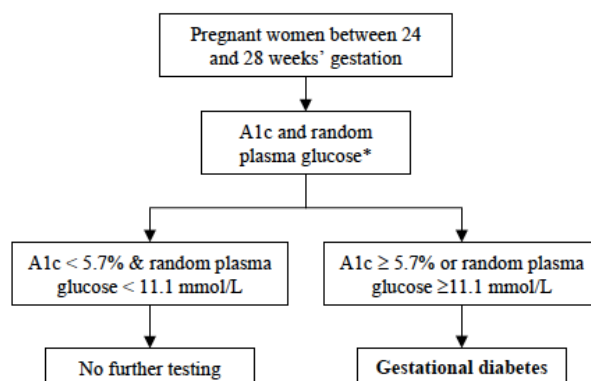 Pregnant women between 24
and 28 weeks’ gestation
A1c and random
plasma glucose*
A1c < 5.7% & random plasma
glucose < 11.1 mmol/L
A1c ≥ 5.7% or random plasma
glucose ≥11.1 mmol/L
No further testing
Gestational diabetes